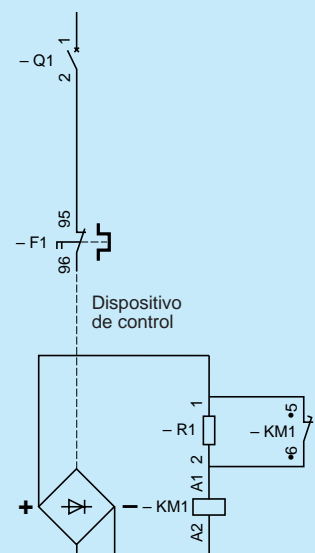 1
– Q1
2
95
– F1
96
Dispositivo
de control
1
5
– R1
– KM1
2
6
A1
+
–
– KM1
A2